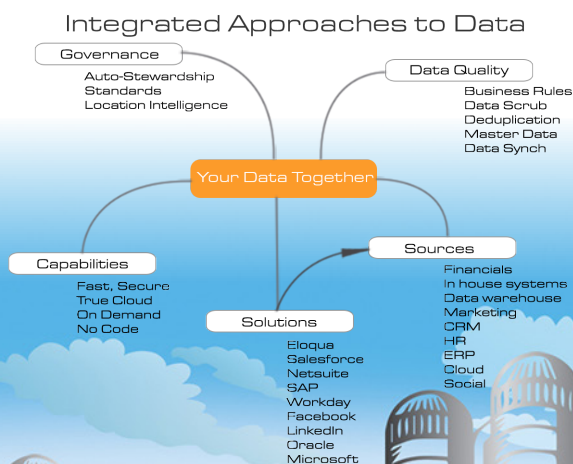 Integrated Approaches to Data
Governance
Auto-Stewardship
Standards
Location Intelligence
Data Quality
Business Rules
Data Scrub
Deduplication
Master Data
Data Synch
Your Data Together
Capabilities
Fast, Secure
True Cloud
On Demand
No Code
Solutions
Eloqua
Salesforce
Netsuite
SAP
Workday
Facebook
LinkedIn
Oracle
Microsoft
Sources
Financials
In house systems
Data warehouse
Marketing
CRM
HR
ERP
Cloud
Social